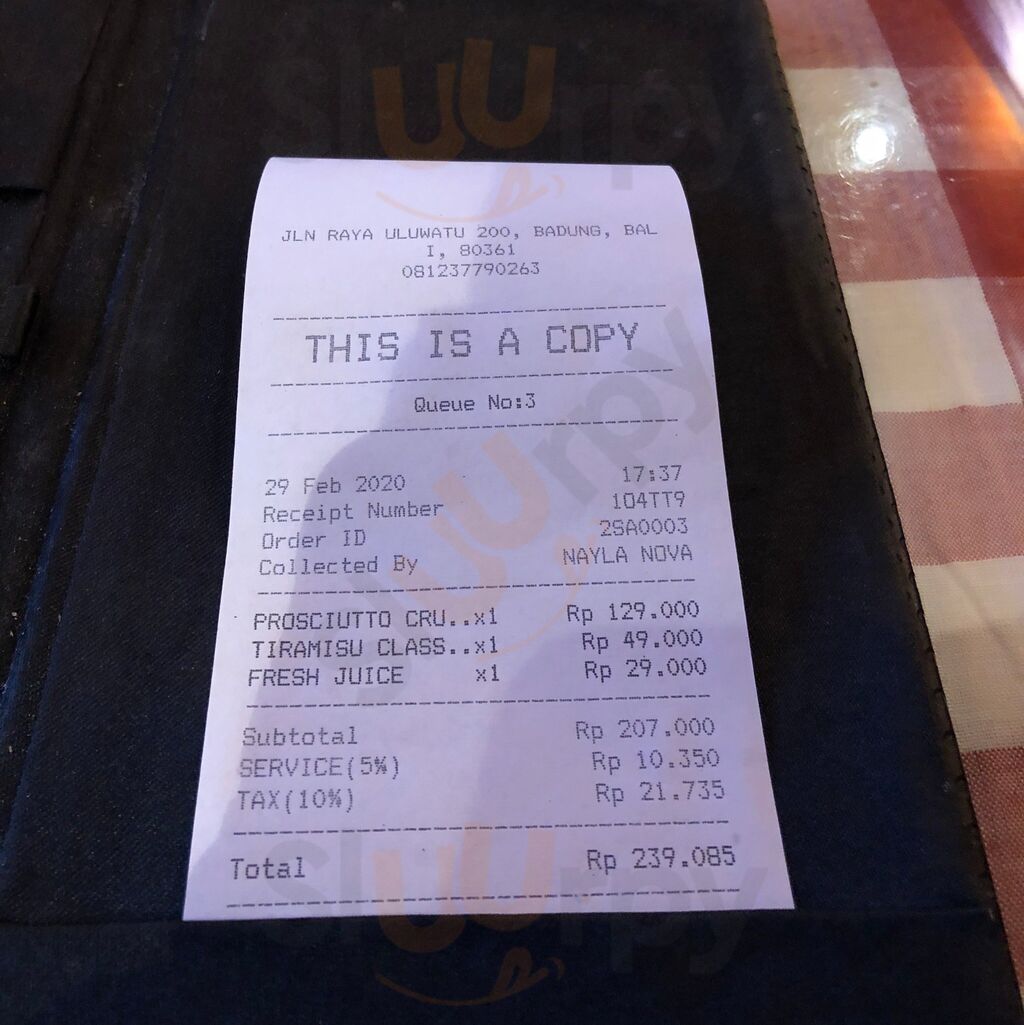 JLN RAYA ULUWATU 200, BADUNG, BAL
I, 80361
081237790263
THIS IS A COPY
Queue No:3
29 Feb 2020 17:37
Receipt Number 104TT9
Order ID 2SA0003
Collected By NAYLA NOVA
PROSCIUTTO CRU..x1 Rp 129.000
TIRAMISU CLASS..x1 Rp 49.000
FRESH JUICE x1 Rp 29.000
Subtotal Rp 207.000
SERVICE(5%) Rp 10.350
TAX(10%) Rp 21.735
Total Rp 239.085
sluurpy
sluurpy
sluurpy